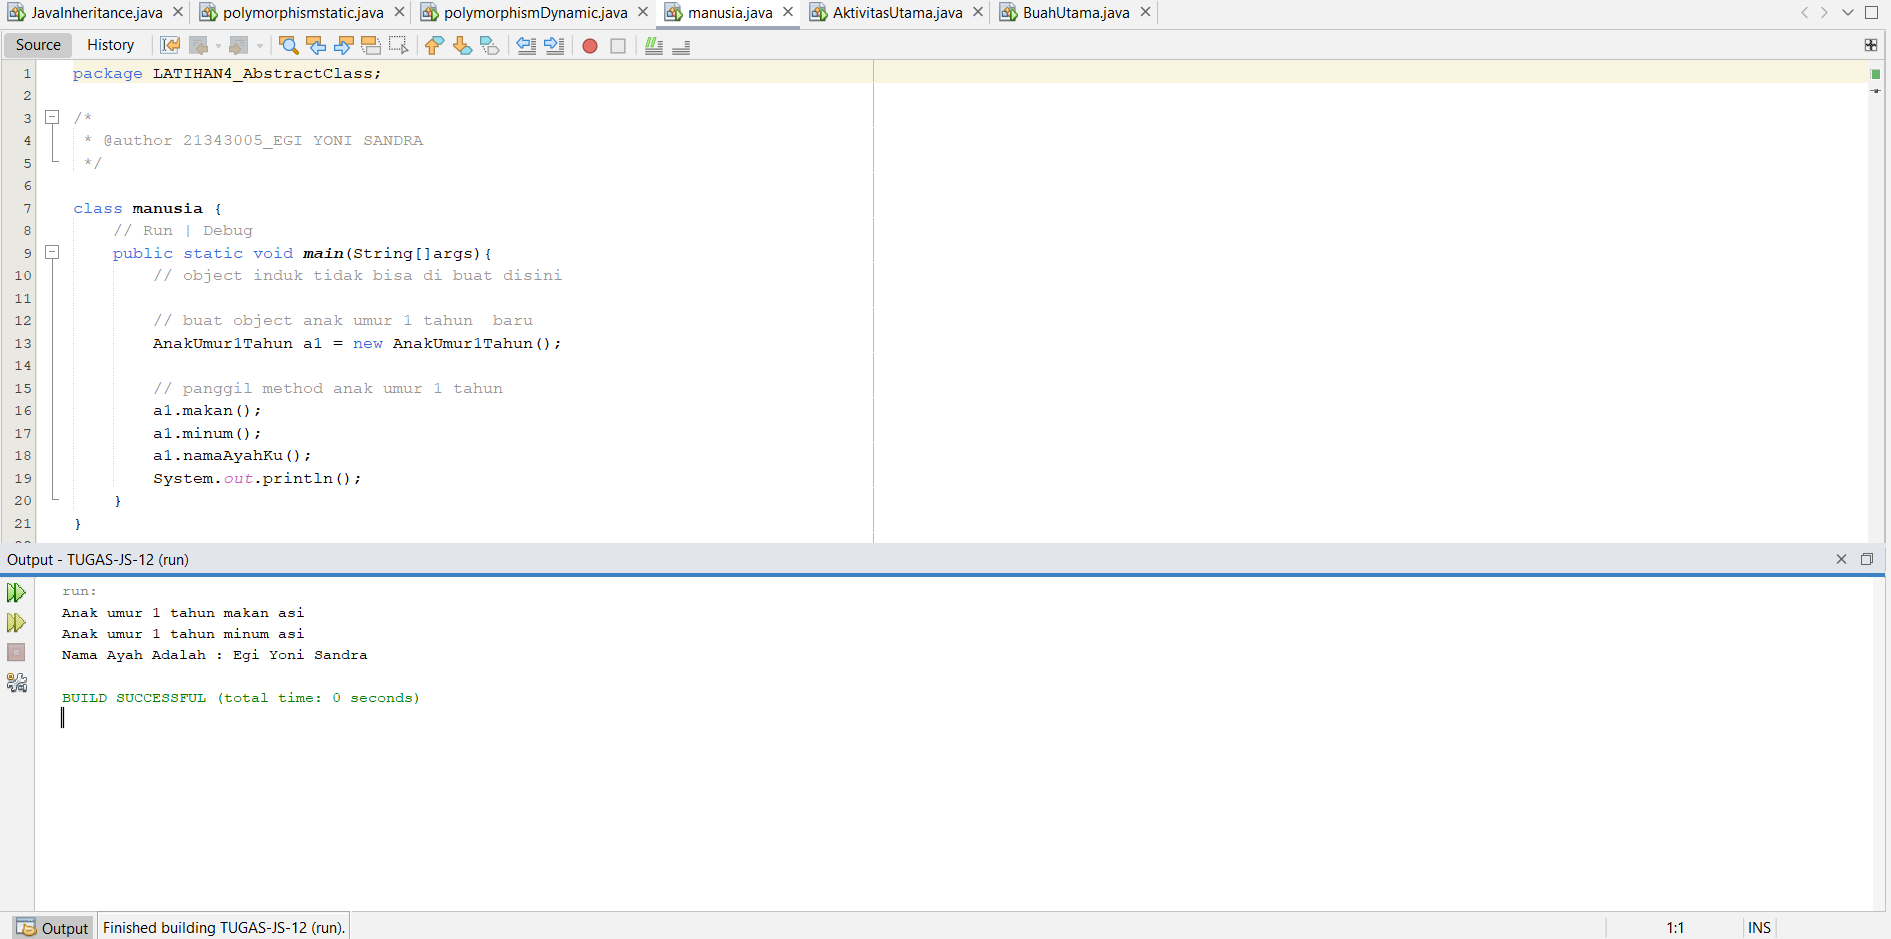 JavaInheritance.java polymorphismstatic.java polymorphismDynamic.java manusia.java AktivitasUtama.java BuahUtama.java
Source History
1 package LATIHAN4_AbstractClass;
2
3 /*
4 * @author 21343005_EGI YONI SANDRA
5 */
6
7 class manusia {
8 // Run | Debug
9 public static void main(String[]args){
10 // object induk tidak bisa di buat disini
11
12 // buat object anak umur 1 tahun  baru
13 AnakUmur1Tahun a1 = new AnakUmur1Tahun();
14
15 // panggil method anak umur 1 tahun
16 a1.makan();
17 a1.minum();
18 a1.namaAyahKu();
19 System.out.println();
20 }
21 }
Output - TUGAS-JS-12 (run)
run:
Anak umur 1 tahun makan asi
Anak umur 1 tahun minum asi
Nama Ayah Adalah : Egi Yoni Sandra
BUILD SUCCESSFUL (total time: 0 seconds)
Output Finished building TUGAS-JS-12 (run). 1:1 INS